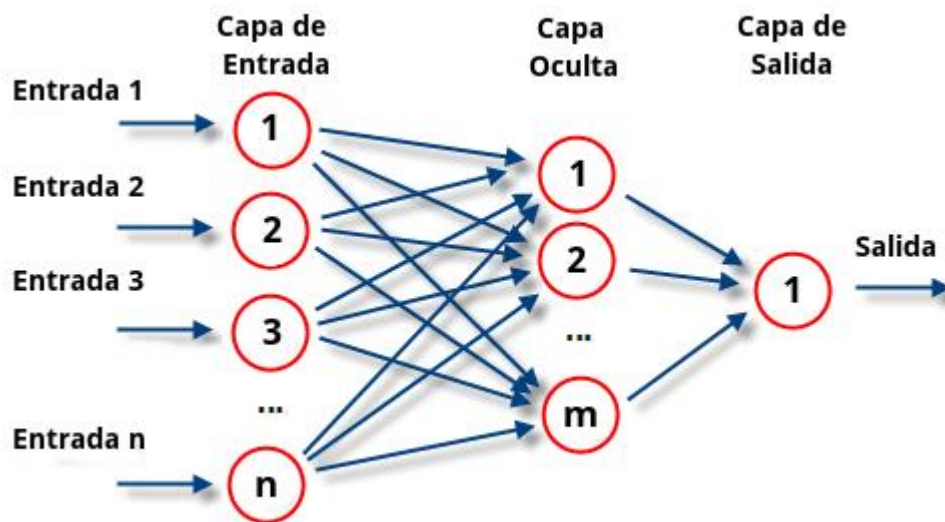 Capa de
Entrada
Capa
Oculta
Capa de
Salida
Entrada 1
1
Entrada 2
2
Entrada 3
3
...
Entrada n
n
1
2
...
m
1
Salida